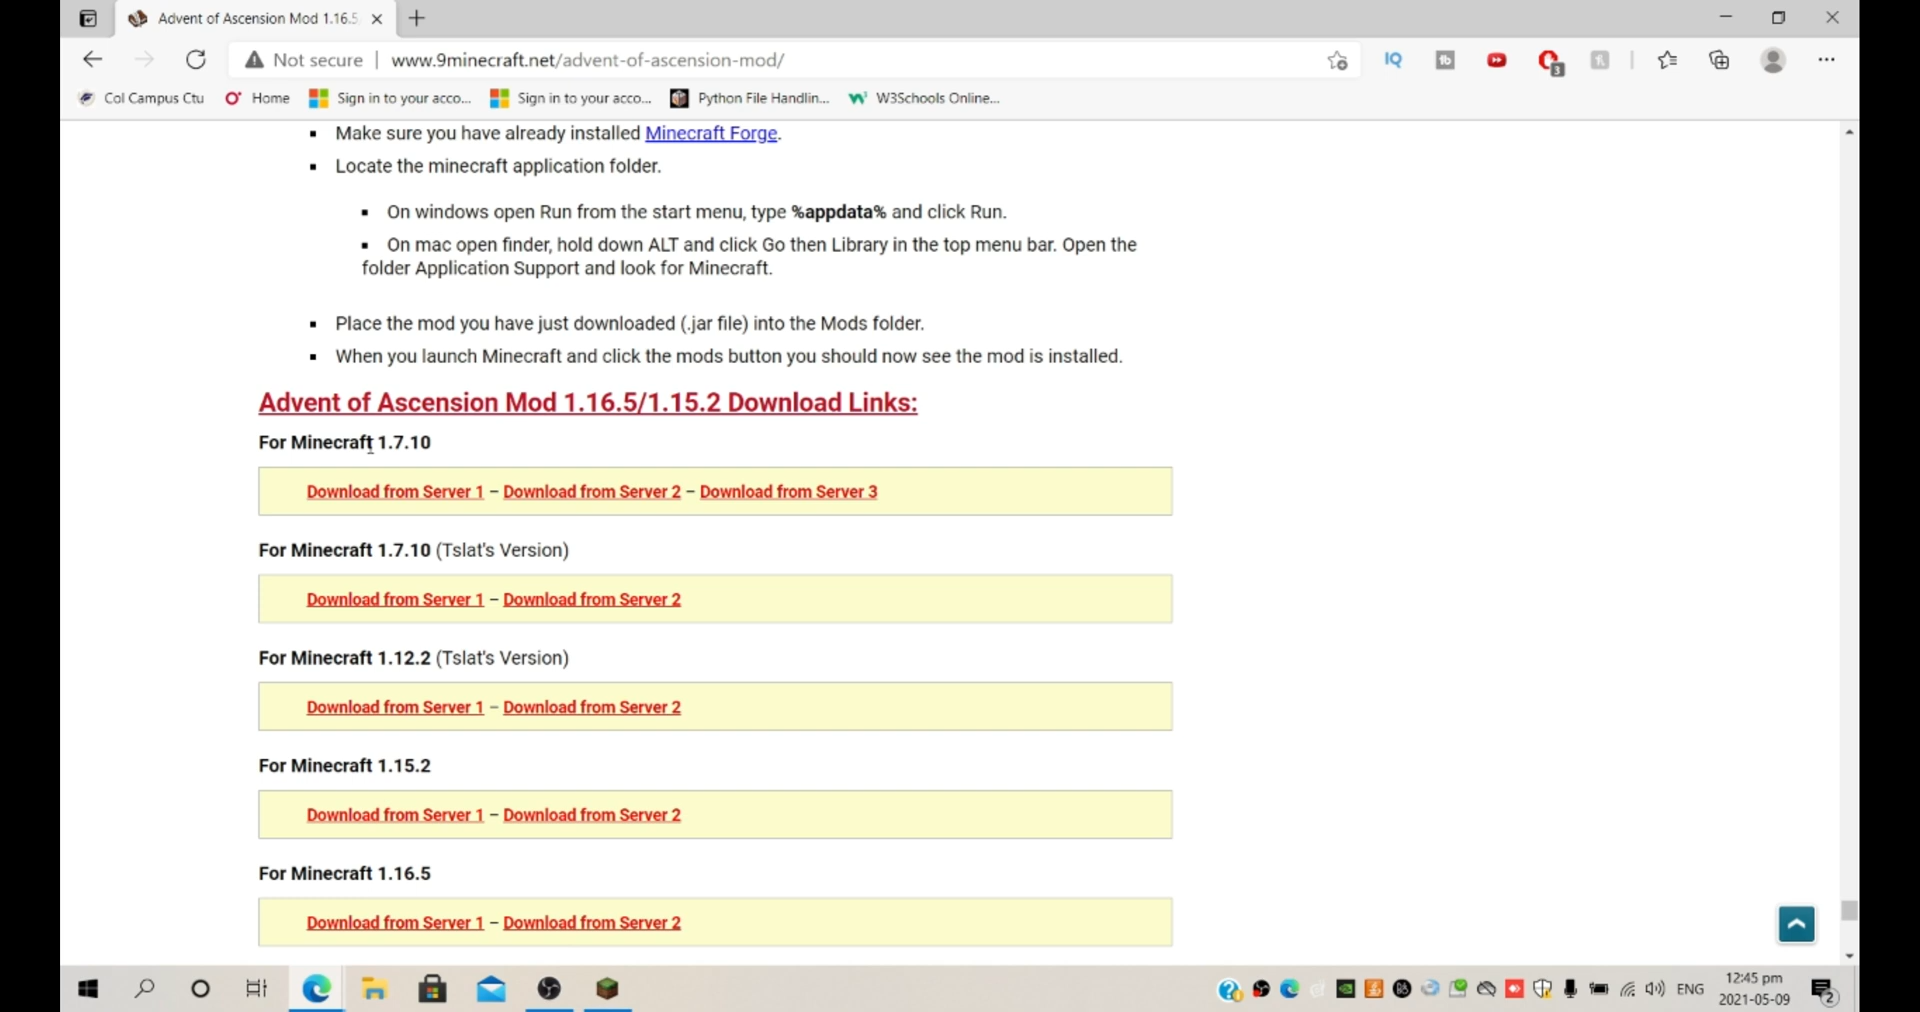 Advent of Ascension Mod 1.16.5
Not secure | www.9minecraft.net/advent-of-ascension-mod/
IQ
3
Col Campus Ctu
Home
Sign in to your acco...
Sign in to your acco...
Python File Handlin...
W3Schools Online...
Make sure you have already installed Minecraft Forge.
Locate the minecraft application folder.
On windows open Run from the start menu, type %appdata% and click Run.
On mac open finder, hold down ALT and click Go then Library in the top menu bar. Open the
folder Application Support and look for Minecraft.
Place the mod you have just downloaded (.jar file) into the Mods folder.
When you launch Minecraft and click the mods button you should now see the mod is installed.
Advent of Ascension Mod 1.16.5/1.15.2 Download Links:
For Minecraft 1.7.10
Download from Server 1 – Download from Server 2 – Download from Server 3
For Minecraft 1.7.10 (Tslat's Version)
Download from Server 1 – Download from Server 2
For Minecraft 1.12.2 (Tslat's Version)
Download from Server 1 – Download from Server 2
For Minecraft 1.15.2
Download from Server 1 – Download from Server 2
For Minecraft 1.16.5
Download from Server 1 – Download from Server 2
ENG
12:45 pm
2021-05-09
2